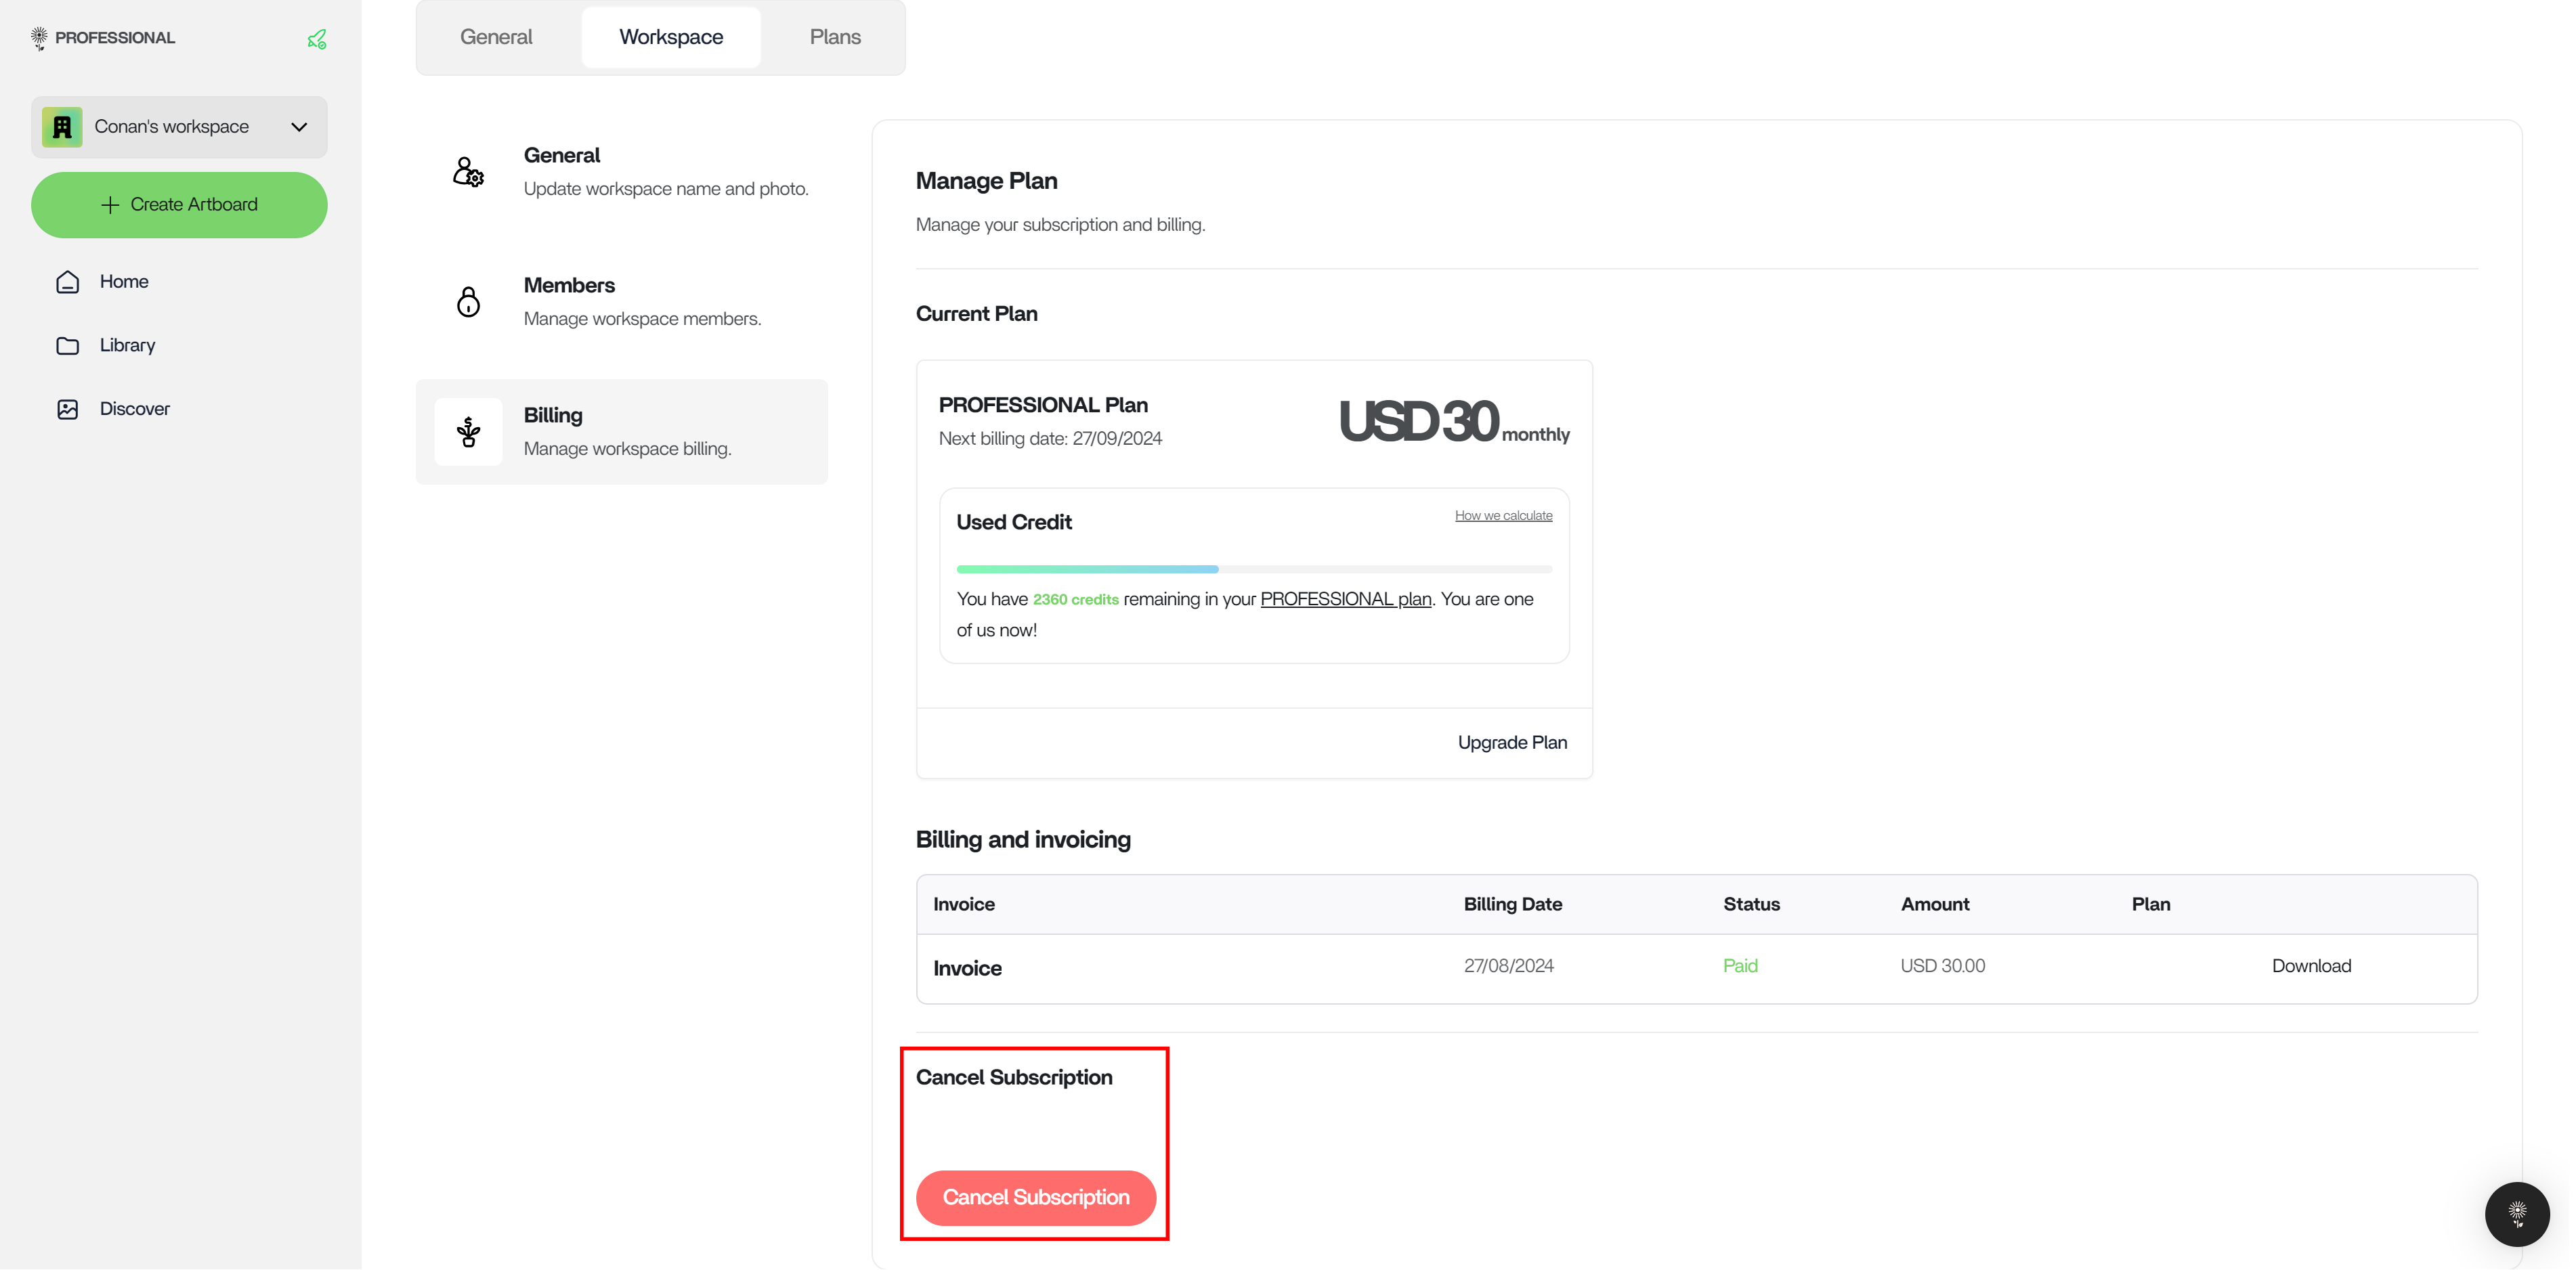 PROFESSIONAL
Conan's workspace
Create Artboard
Home
Library
Discover
General
Workspace
Plans
General
Update workspace name and photo.
Members
Manage workspace members.
Billing
Manage workspace billing.
Manage Plan
Manage your subscription and billing.
Current Plan
PROFESSIONAL Plan
Next billing date: 27/09/2024
USD 30 monthly
Used Credit
How we calculate
You have 2360 credits remaining in your PROFESSIONAL plan. You are one
of us now!
Upgrade Plan
Billing and invoicing
Invoice Billing Date Status Amount Plan
Invoice 27/08/2024 Paid USD 30.00 Download
Cancel Subscription
Cancel Subscription